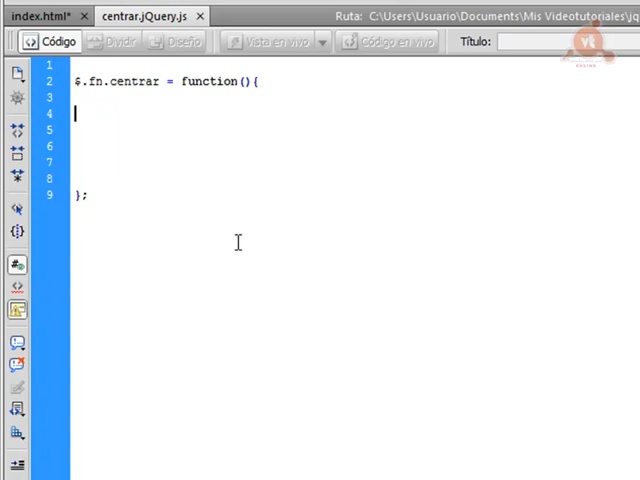 index.html* ×
centrar.jQuery.js ×
Ruta: C:\Users\Usuario\Documents\Mis Videotutoriales\jq
Código
Dividir
Diseño
Vista en vivo
Código en vivo
Título:
1
2 $.fn.centrar = function(){
3
4
5
6
7
8
9 };